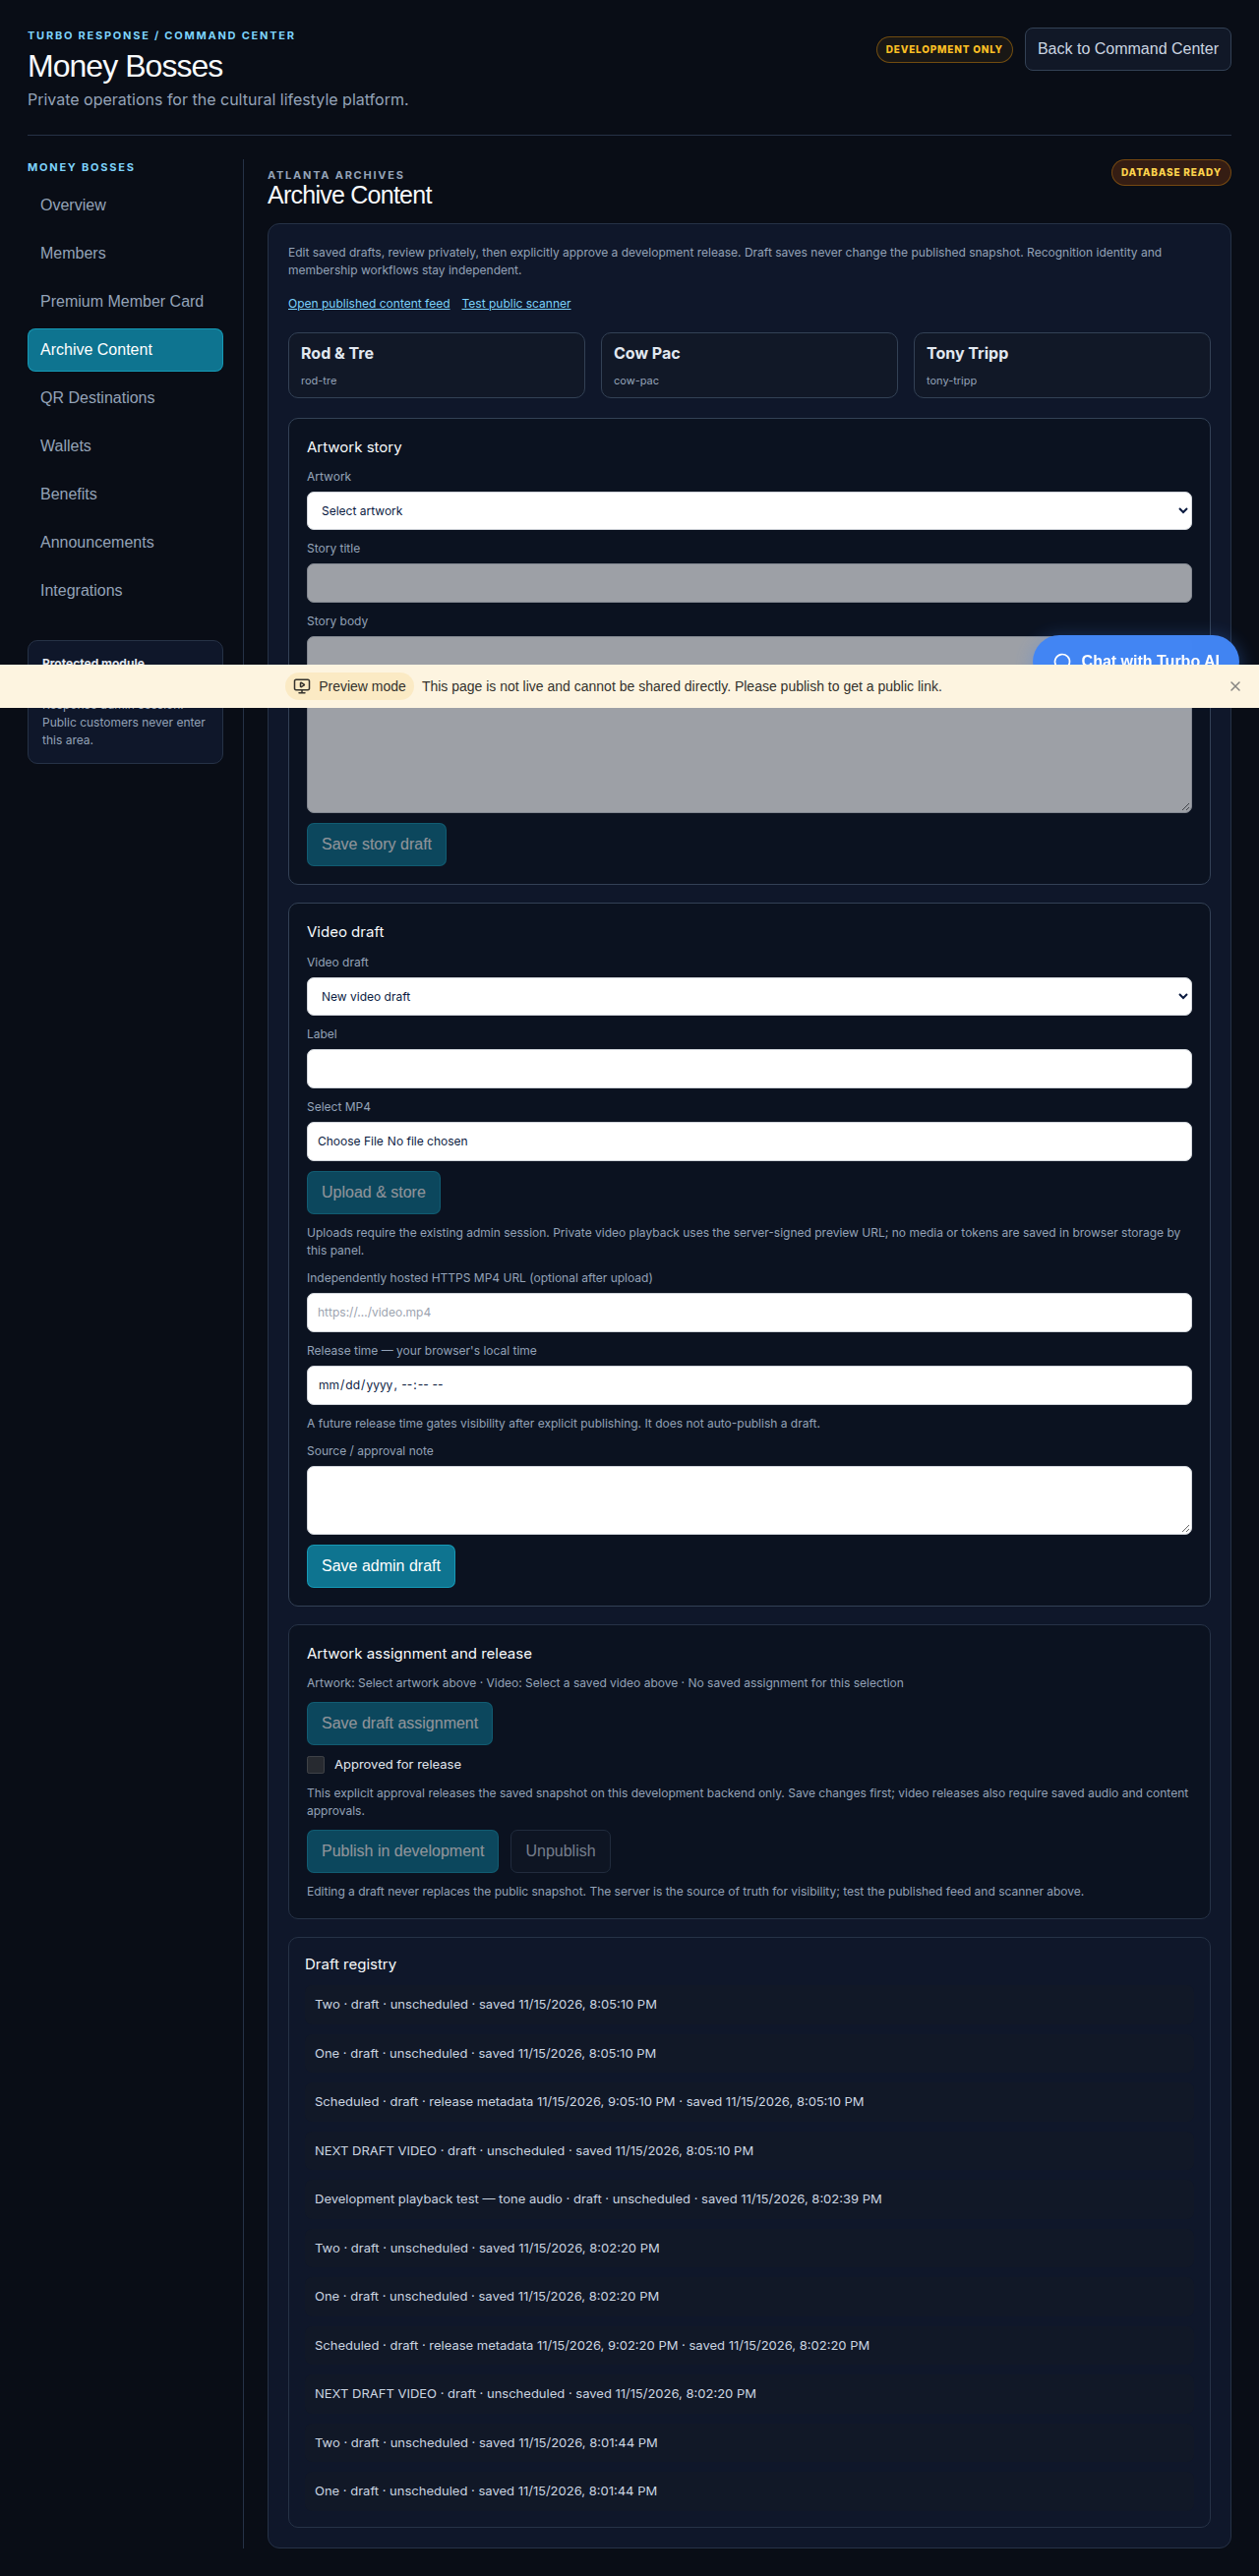 TURBO RESPONSE / COMMAND CENTER
Money Bosses
Private operations for the cultural lifestyle platform.
DEVELOPMENT ONLY
Back to Command Center
MONEY BOSSES
Overview
Members
Premium Member Card
Archive Content
QR Destinations
Wallets
Benefits
Announcements
Integrations
Protected module
Public customers never enter
this area.
ATLANTA ARCHIVES
Archive Content
DATABASE READY
Edit saved drafts, review privately, then explicitly approve a development release. Draft saves never change the published snapshot. Recognition identity and
membership workflows stay independent.
Open published content feed Test public scanner
Rod & Tre
rod-tre
Cow Pac
cow-pac
Tony Tripp
tony-tripp
Artwork story
Artwork
Select artwork
Story title
Story body
Chat with Turbo AI
Preview mode This page is not live and cannot be shared directly. Please publish to get a public link.
Save story draft
Video draft
Video draft
New video draft
Label
Select MP4
Choose File No file chosen
Upload & store
Uploads require the existing admin session. Private video playback uses the server-signed preview URL; no media or tokens are saved in browser storage by
this panel.
Independently hosted HTTPS MP4 URL (optional after upload)
https://.../video.mp4
Release time — your browser's local time
mm/dd/yyyy, --:-- --
A future release time gates visibility after explicit publishing. It does not auto-publish a draft.
Source / approval note
Save admin draft
Artwork assignment and release
Artwork: Select artwork above · Video: Select a saved video above · No saved assignment for this selection
Save draft assignment
Approved for release
This explicit approval releases the saved snapshot on this development backend only. Save changes first; video releases also require saved audio and content
approvals.
Publish in development
Unpublish
Editing a draft never replaces the public snapshot. The server is the source of truth for visibility; test the published feed and scanner above.
Draft registry
Two · draft · unscheduled · saved 11/15/2026, 8:05:10 PM
One · draft · unscheduled · saved 11/15/2026, 8:05:10 PM
Scheduled · draft · release metadata 11/15/2026, 9:05:10 PM · saved 11/15/2026, 8:05:10 PM
NEXT DRAFT VIDEO · draft · unscheduled · saved 11/15/2026, 8:05:10 PM
Development playback test — tone audio · draft · unscheduled · saved 11/15/2026, 8:02:39 PM
Two · draft · unscheduled · saved 11/15/2026, 8:02:20 PM
One · draft · unscheduled · saved 11/15/2026, 8:02:20 PM
Scheduled · draft · release metadata 11/15/2026, 9:02:20 PM · saved 11/15/2026, 8:02:20 PM
NEXT DRAFT VIDEO · draft · unscheduled · saved 11/15/2026, 8:02:20 PM
Two · draft · unscheduled · saved 11/15/2026, 8:01:44 PM
One · draft · unscheduled · saved 11/15/2026, 8:01:44 PM